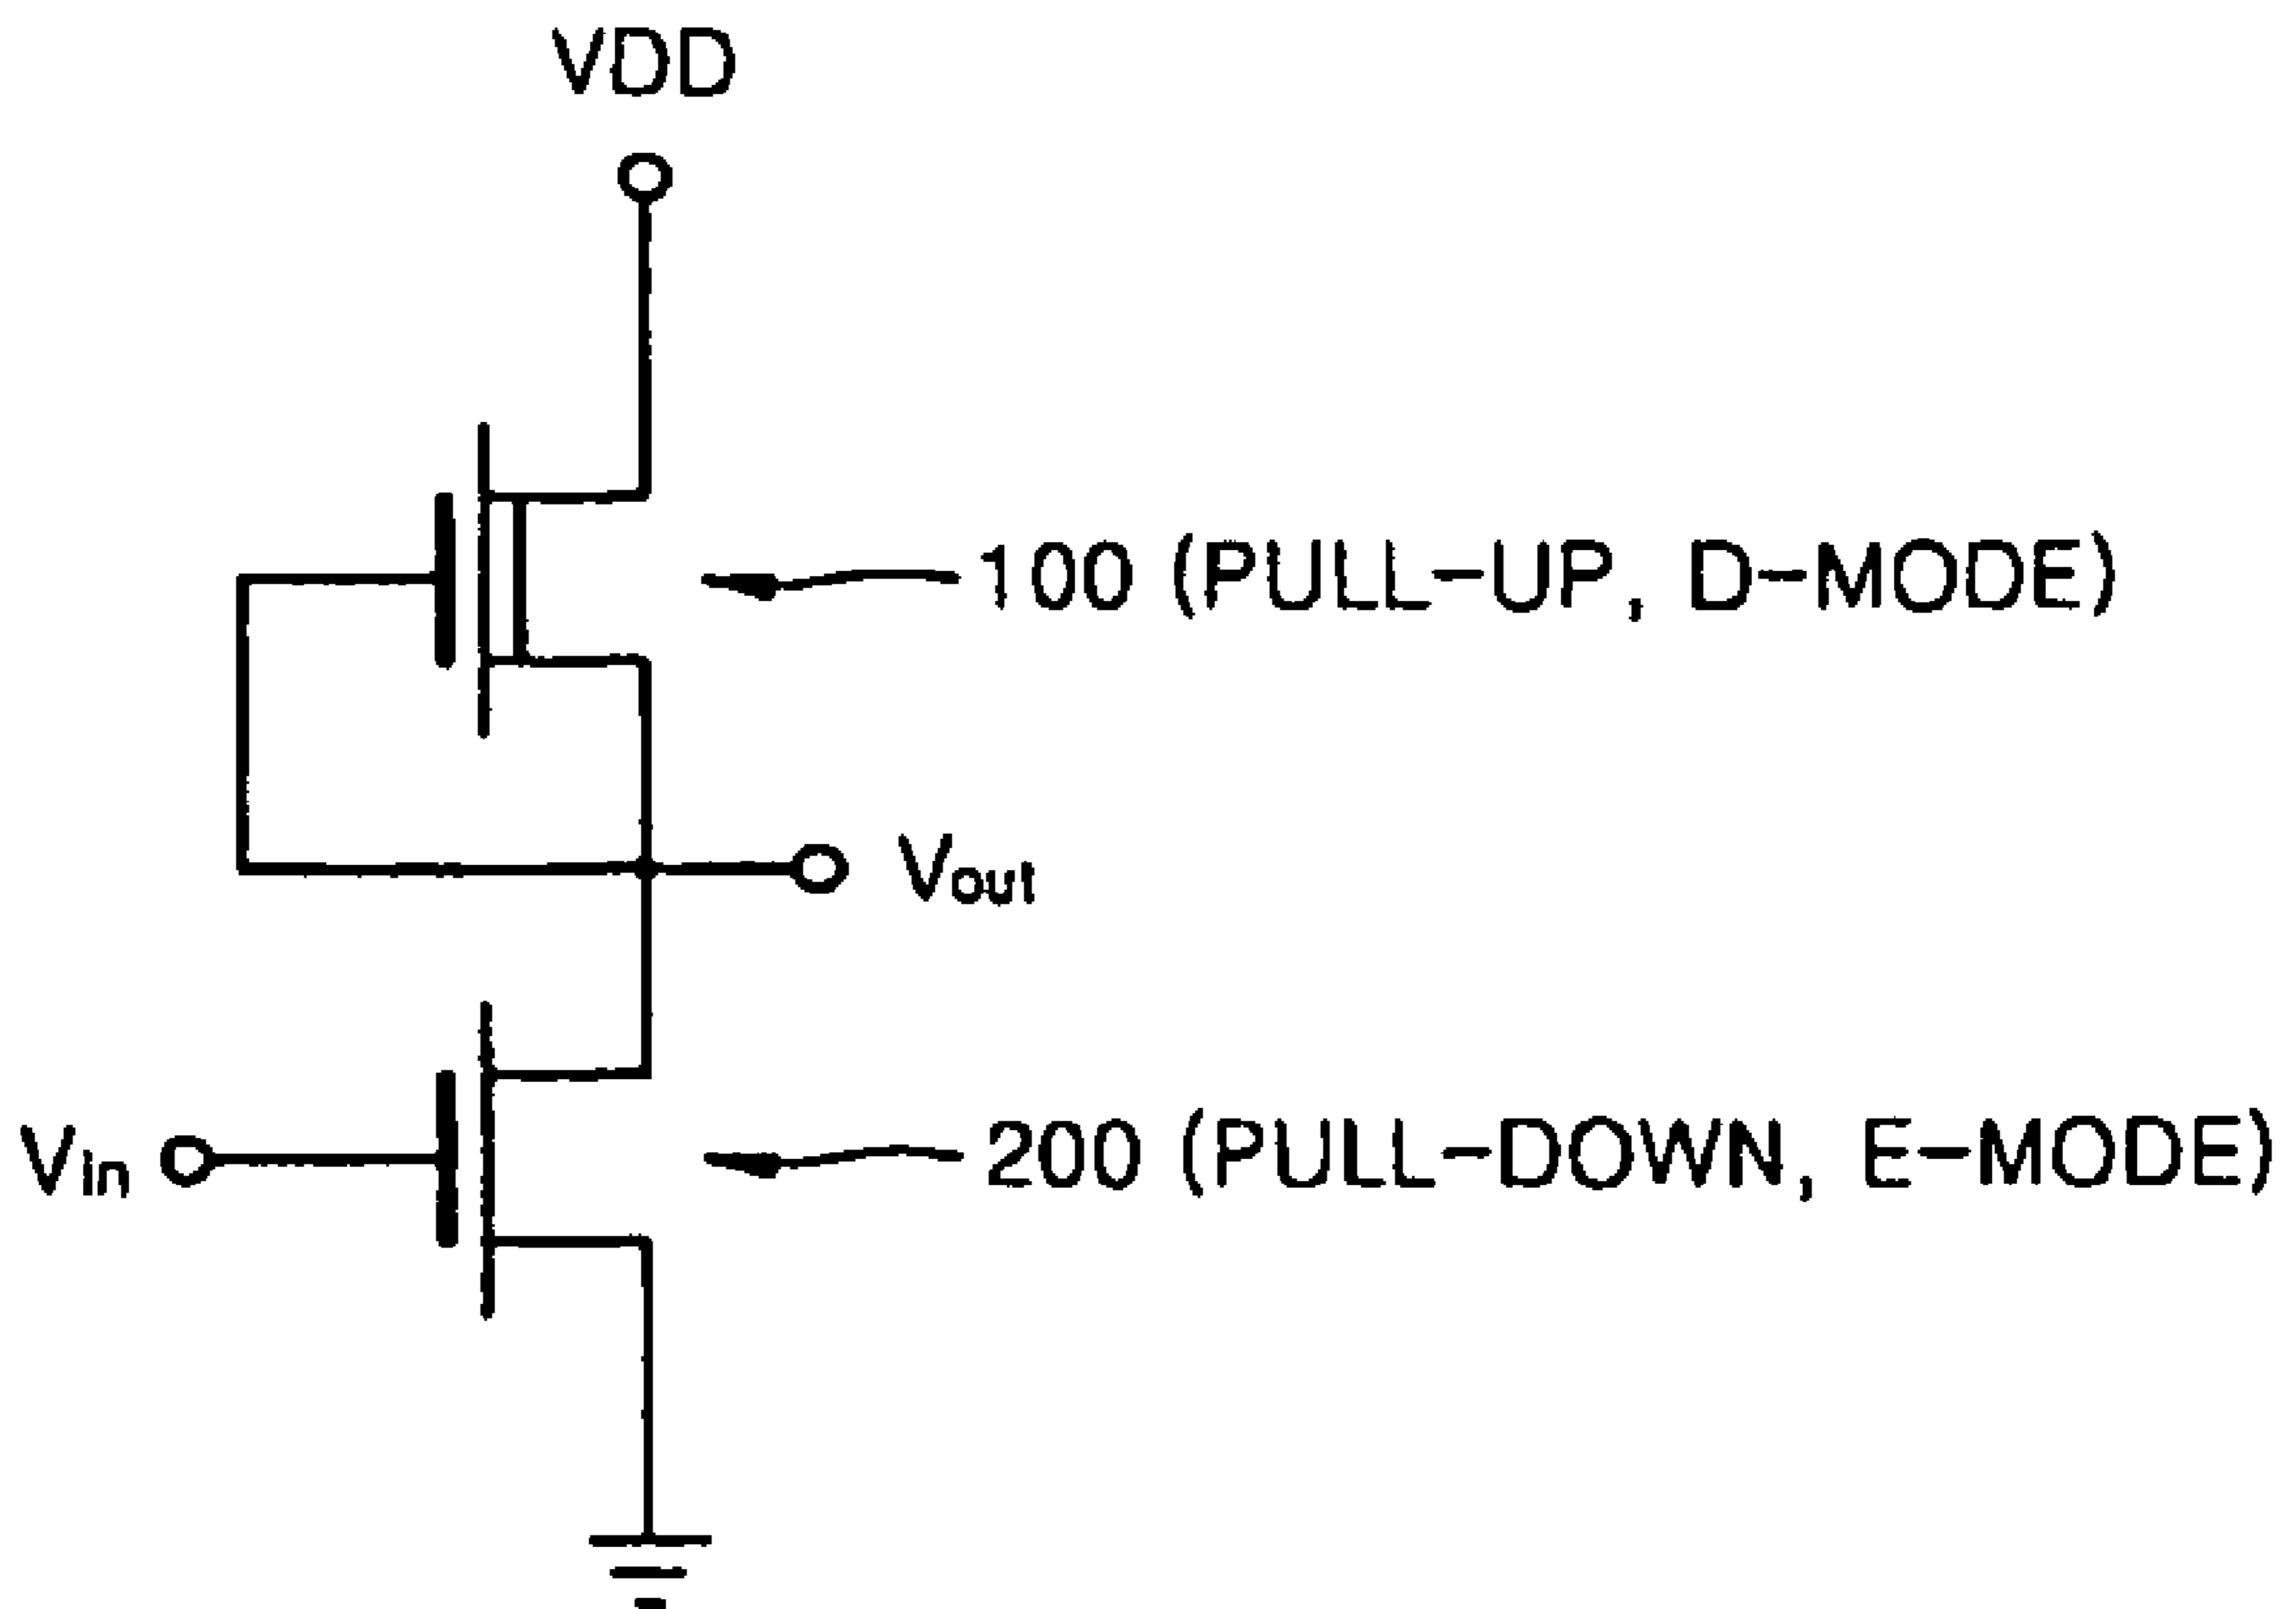 VDD
100 (PULL-UP, D-MODE)
Vout
Vin
200 (PULL-DOWN, E-MODE)